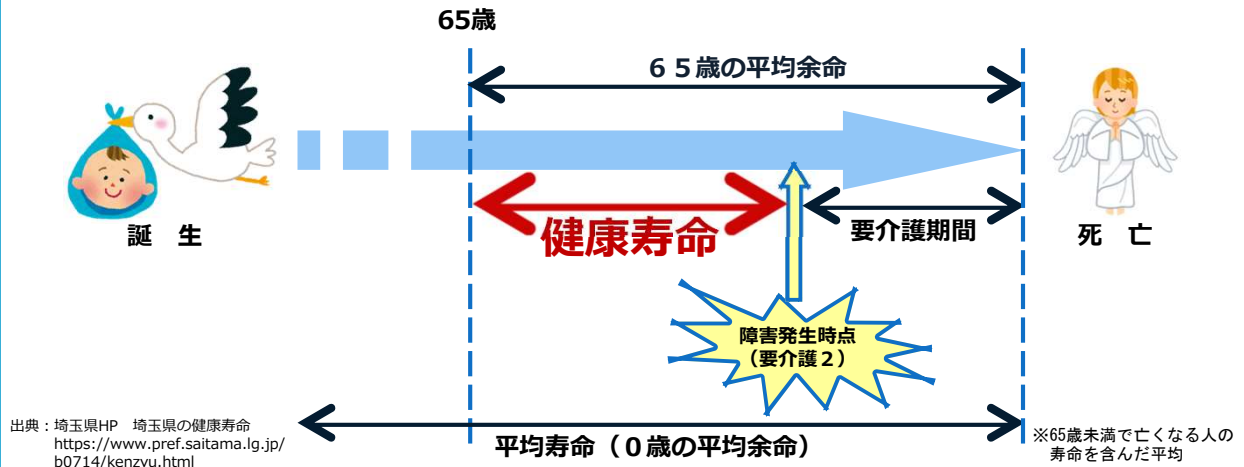 65歳
６５歳の平均余命
健康寿命
要介護期間
誕　生
死　亡
障害発生時点
（要介護２）
平均寿命（０歳の平均余命）
出典：埼玉県HP　埼玉県の健康寿命
https://www.pref.saitama.lg.jp/
b0714/kenzyu.html
※65歳未満で亡くなる人の
寿命を含んだ平均